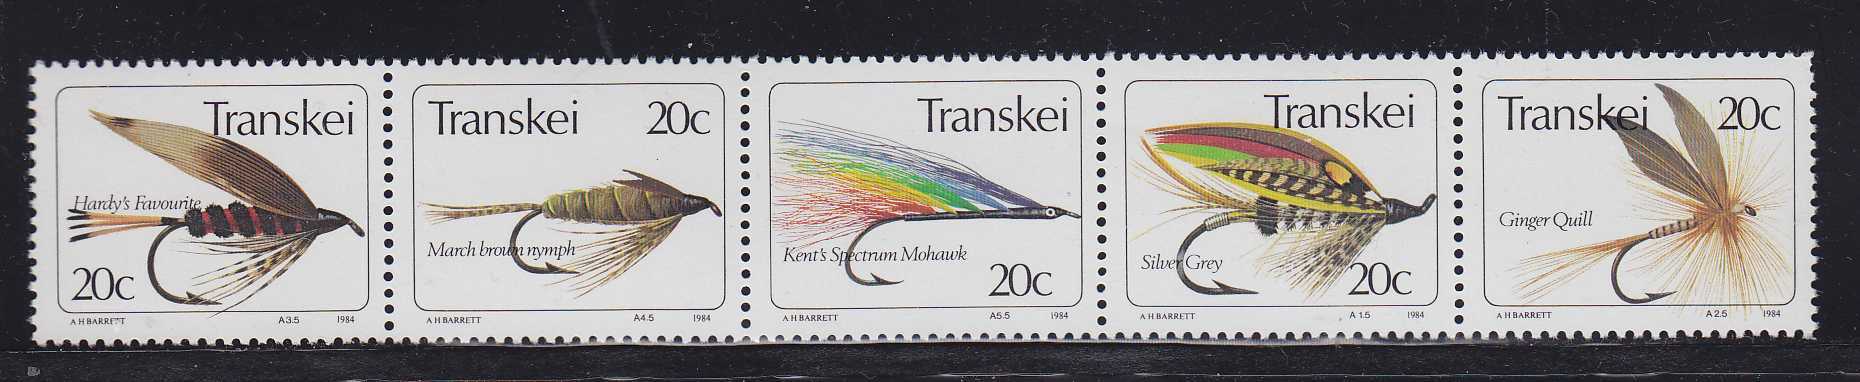 Transkei
Hardy's Favourite
20c
A H BARRETT A3.5 1984
Transkei 20c
March brown nymph
A H BARRETT A4.5 1984
Transkei
Kent's Spectrum Mohawk
20c
A H BARRETT A5.5 1984
Transkei
Silver Grey
20c
A H BARRETT A 1.5 1984
Transkei 20c
Ginger Quill
A H BARRETT A 2.5 1984